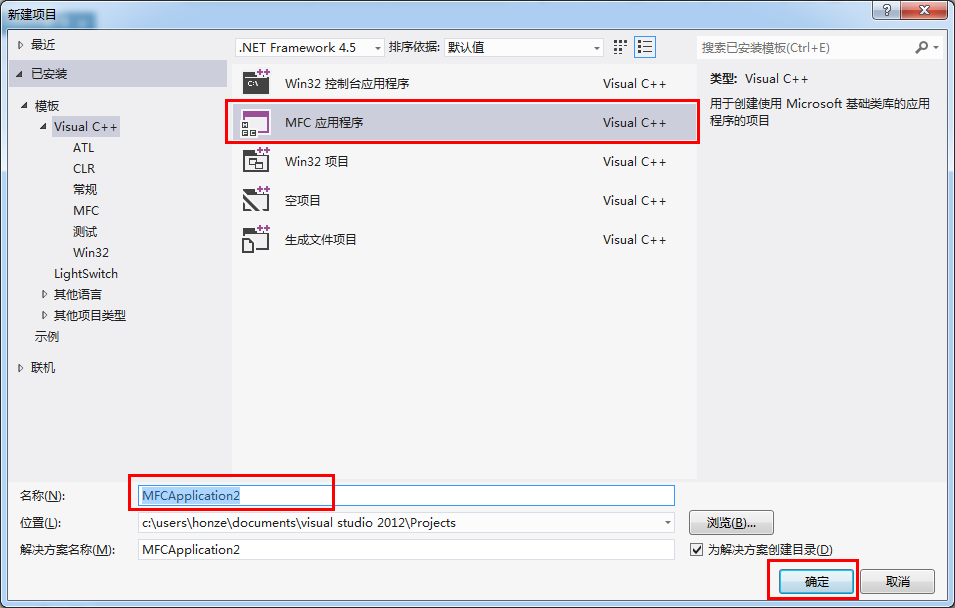 新建项目
最近
已安装
模板
Visual C++
ATL
CLR
常规
MFC
测试
Win32
LightSwitch
其他语言
其他项目类型
示例
联机
.NET Framework 4.5 排序依据: 默认值
Win32 控制台应用程序 Visual C++
MFC 应用程序 Visual C++
Win32 项目 Visual C++
空项目 Visual C++
生成文件项目 Visual C++
搜索已安装模板(Ctrl+E)
类型: Visual C++
用于创建使用 Microsoft 基础类库的应用
程序的项目
名称(N): MFCApplication2
位置(L): c:\users\honze\documents\visual studio 2012\Projects 浏览(B)...
解决方案名称(M): MFCApplication2 为解决方案创建目录(D)
确定 取消